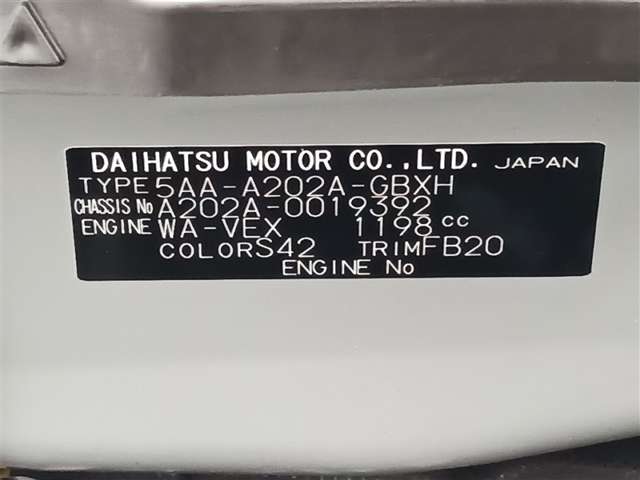 DAIHATSU MOTOR CO.,LTD. JAPAN
TYPE 5AA-A202A-GBXH
CHASSIS No A202A-0019392
ENGINE WA-VEX 1198 cc
COLOR S42 TRIM FB20
ENGINE No